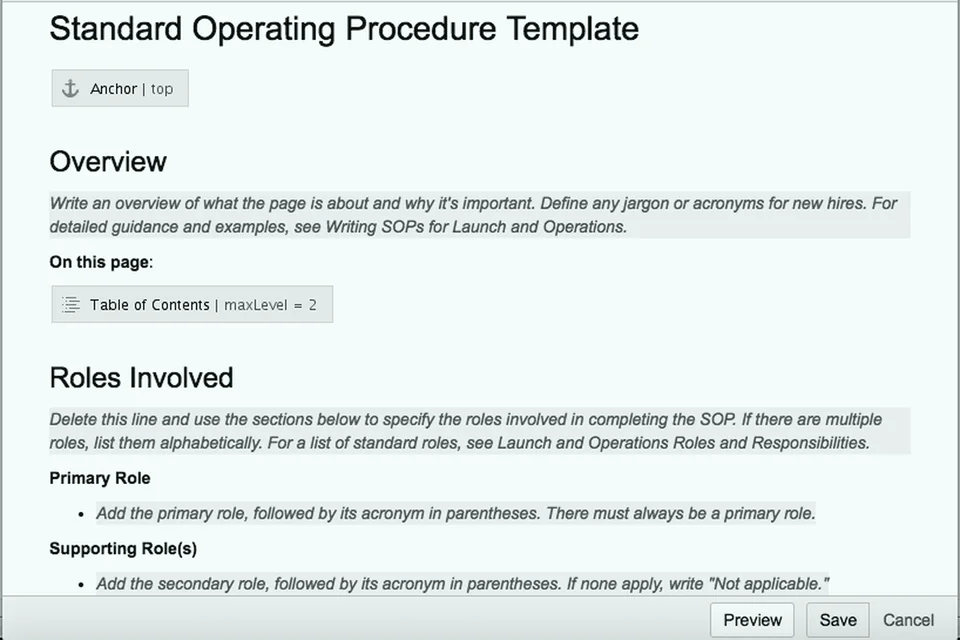 Standard Operating Procedure Template
Anchor | top
Overview
Write an overview of what the page is about and why it's important. Define any jargon or acronyms for new hires. For
detailed guidance and examples, see Writing SOPs for Launch and Operations.
On this page:
Table of Contents | maxLevel = 2
Roles Involved
Delete this line and use the sections below to specify the roles involved in completing the SOP. If there are multiple
roles, list them alphabetically. For a list of standard roles, see Launch and Operations Roles and Responsibilities.
Primary Role
• Add the primary role, followed by its acronym in parentheses. There must always be a primary role.
Supporting Role(s)
• Add the secondary role, followed by its acronym in parentheses. If none apply, write "Not applicable."
Preview Save Cancel